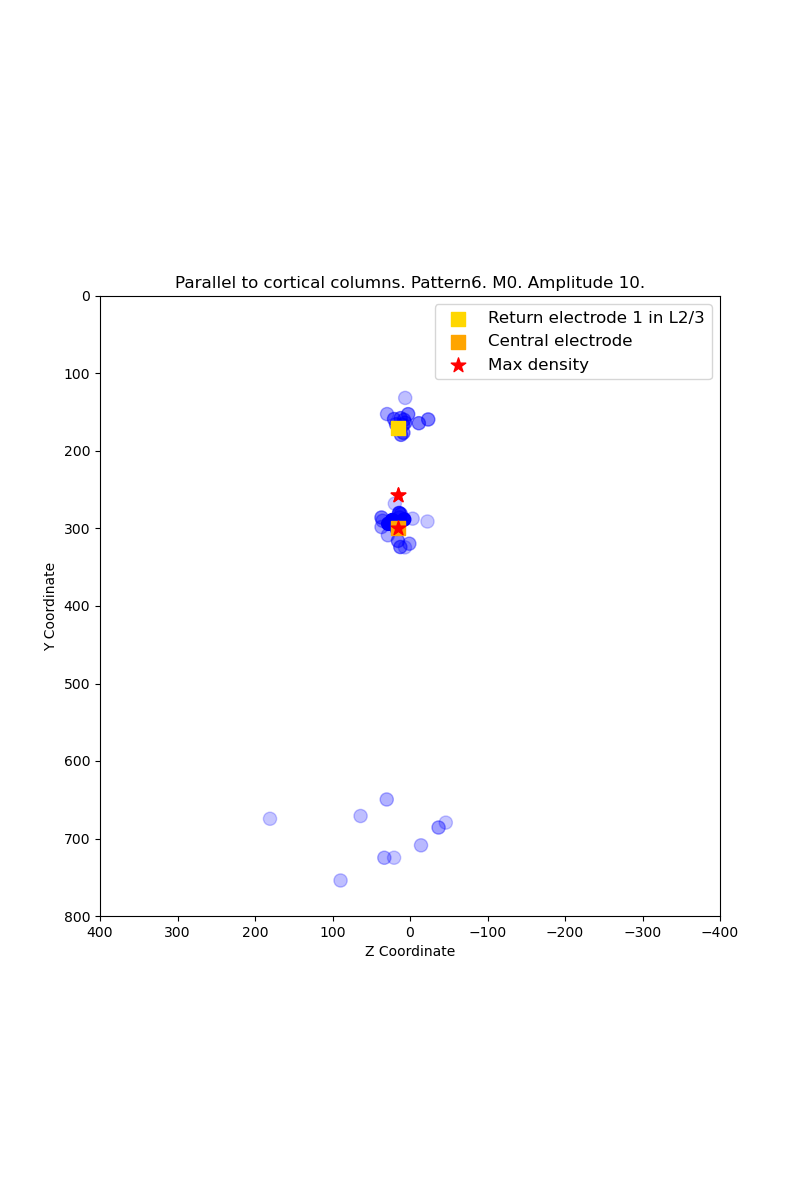 Parallel to cortical columns. Pattern6. M0. Amplitude 10.
0
Return electrode 1 in L2/3
Central electrode
Max density
100
200
300
400
500
600
700
800
Y Coordinate
400 300 200 100 0 −100 −200 −300 −400
Z Coordinate